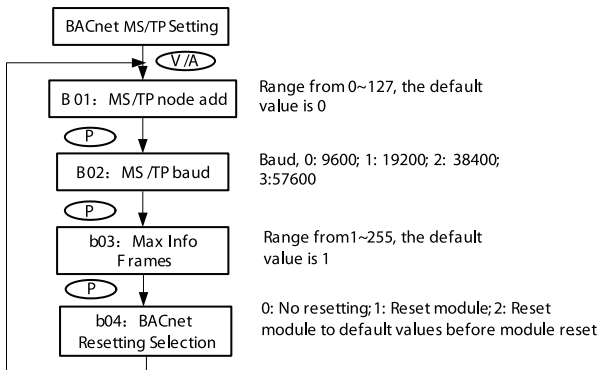 BACnet MS/TP Setting
V/A
B 01: MS/TP node add
Range from 0~127, the default
value is 0
P
B02: MS/TP baud
Baud, 0: 9600; 1: 19200; 2: 38400;
3:57600
P
b03: Max Info
Frames
Range from1~255, the default
value is 1
P
b04: BACnet
Resetting Selection
0: No resetting; 1: Reset module; 2: Reset
module to default values before module reset